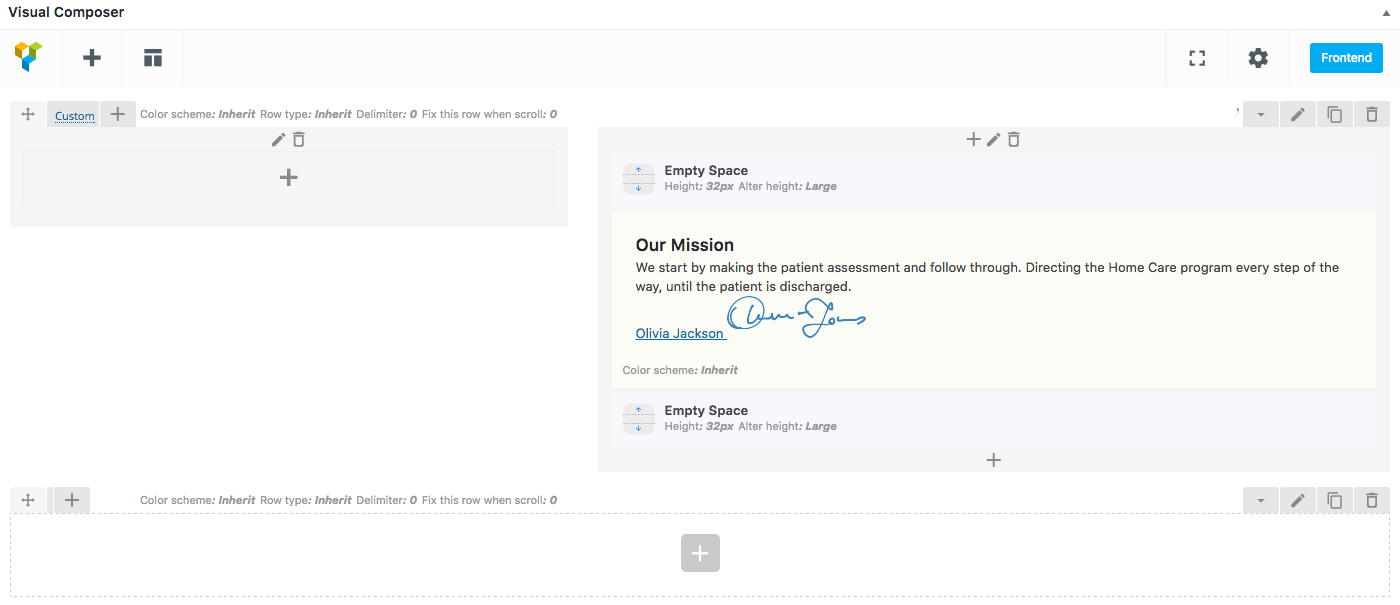 Visual Composer
Frontend
Custom
Color scheme: Inherit Row type: Inherit Delimiter: 0 Fix this row when scroll: 0
Empty Space
Height: 32px Alter height: Large
Our Mission
We start by making the patient assessment and follow through. Directing the Home Care program every step of the
way, until the patient is discharged.
Olivia Jackson
Color scheme: Inherit
Empty Space
Height: 32px Alter height: Large
Color scheme: Inherit Row type: Inherit Delimiter: 0 Fix this row when scroll: 0